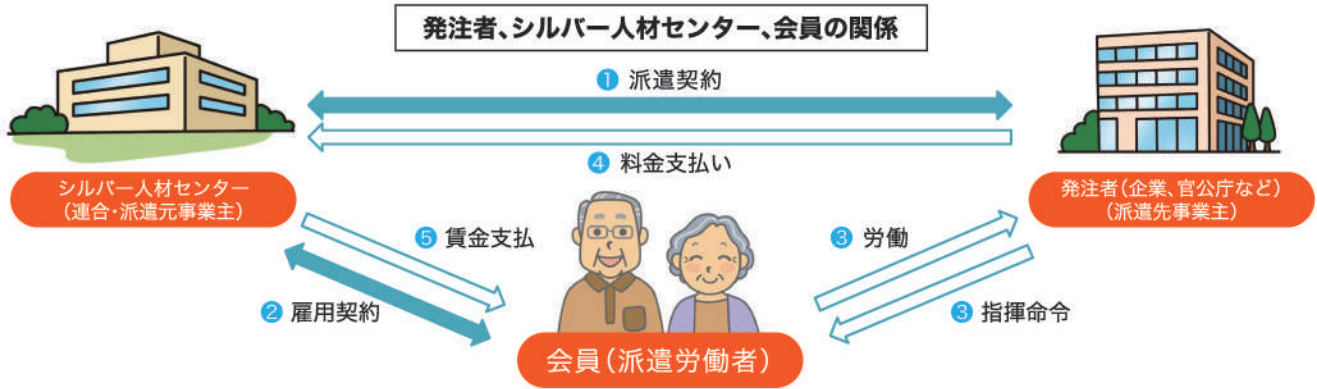 発注者、シルバー人材センター、会員の関係
❶ 派遣契約
❹ 料金支払い
シルバー人材センター
(連合・派遣元事業主)
発注者(企業、官公庁など)
(派遣先事業主)
❺ 賃金支払
❸ 労働
❷ 雇用契約
❸ 指揮命令
会員(派遣労働者)